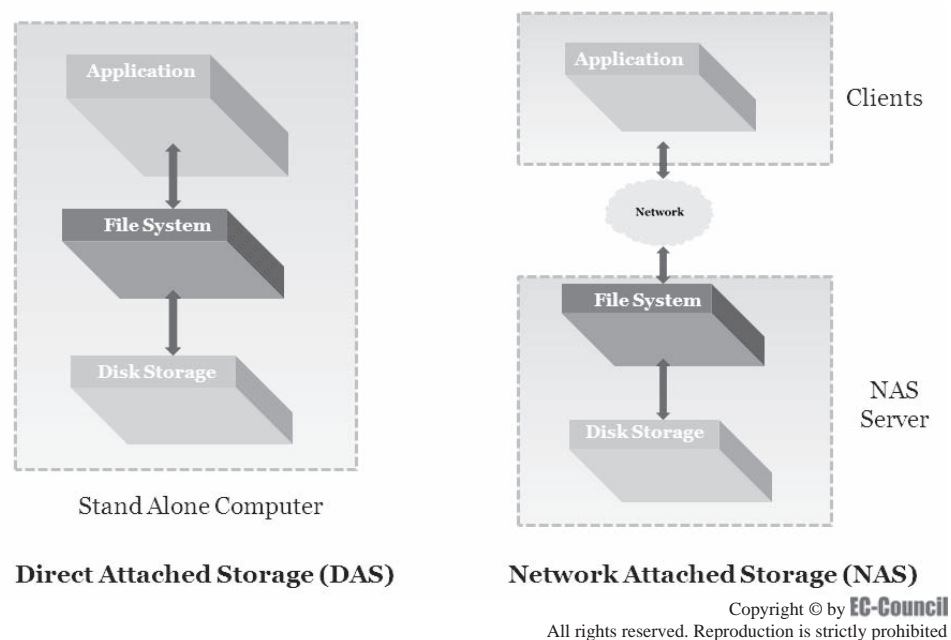 Application
File System
Disk Storage
Stand Alone Computer
Direct Attached Storage (DAS)
Application
Clients
Network
File System
NAS
Server
Disk Storage
Network Attached Storage (NAS)
Copyright © by EC-Council
All rights reserved. Reproduction is strictly prohibited